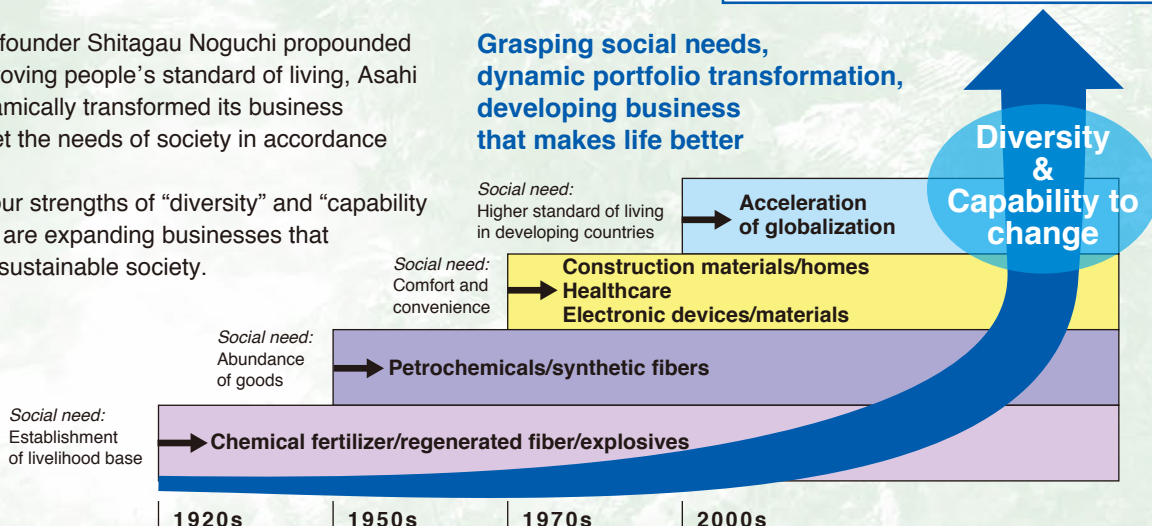 founder Shitagau Noguchi propounded
oving people’s standard of living, Asahi
amically transformed its business
et the needs of society in accordance
our strengths of “diversity” and “capability
are expanding businesses that
sustainable society.
Grasping social needs,
dynamic portfolio transformation,
developing business
that makes life better
Diversity
&
Capability to
change
Social need:
Higher standard of living
in developing countries
Acceleration
of globalization
Social need:
Comfort and
convenience
Construction materials/homes
Healthcare
Electronic devices/materials
Social need:
Abundance
of goods
Petrochemicals/synthetic fibers
Social need:
Establishment
of livelihood base
Chemical fertilizer/regenerated fiber/explosives
1920s
1950s
1970s
2000s